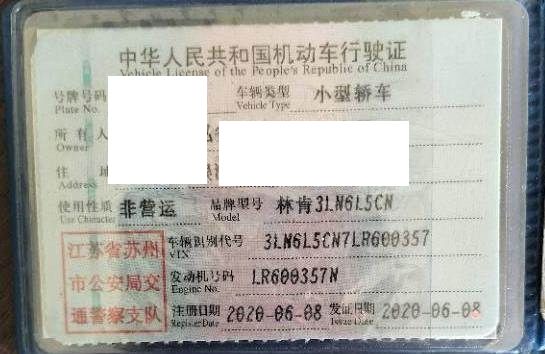 中华人民共和国机动车行驶证
Vehicle License of the People's Republic of China
号牌号码 车辆类型 小型轿车
Plate No. Vehicle Type
所有人
Owner
住址
Address
使用性质 非营运 品牌型号 林肯3LN6L5CN
Use Character Model
江苏省苏州 车辆识别代号 3LN6L5CN7LR600357
VIN
市公安局交 发动机号码 LR600357N
Engine No.
通警察支队 注册日期 2020-06-08 发证日期 2020-06-08
Register Date Issue Date